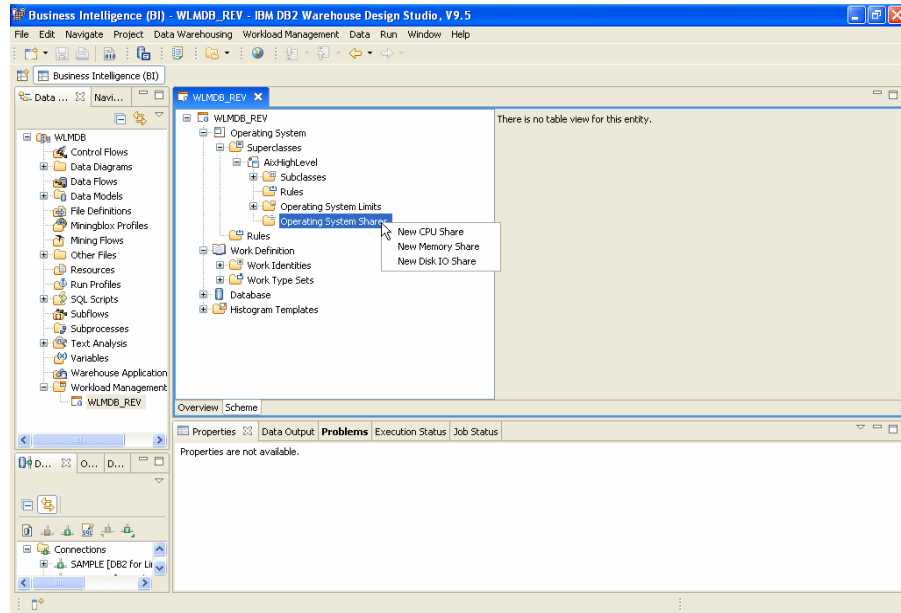 Business Intelligence (BI) - WLMDB_REV - IBM DB2 Warehouse Design Studio, V9.5
File Edit Navigate Project Data Warehousing Workload Management Data Run Window Help
Business Intelligence (BI)
Data ... Navi...
WLMDB
Control Flows
Data Diagrams
Data Flows
Data Models
File Definitions
Miningblox Profiles
Mining Flows
Other Files
Resources
Run Profiles
SQL Scripts
Subflows
Subprocesses
Text Analysis
Variables
Warehouse Application
Workload Management
WLMDB_REV
WLMDB_REV
WLMDB_REV
Operating System
Superclasses
AixHighLevel
Subclasses
Rules
Operating System Limits
Operating System Shares
Rules
Work Definition
Work Identities
Work Type Sets
Database
Histogram Templates
New CPU Share
New Memory Share
New Disk IO Share
There is no table view for this entity.
Overview Scheme
Properties Data Output Problems Execution Status Job Status
Properties are not available.
D... O... D...
Connections
SAMPLE [DB2 for Li